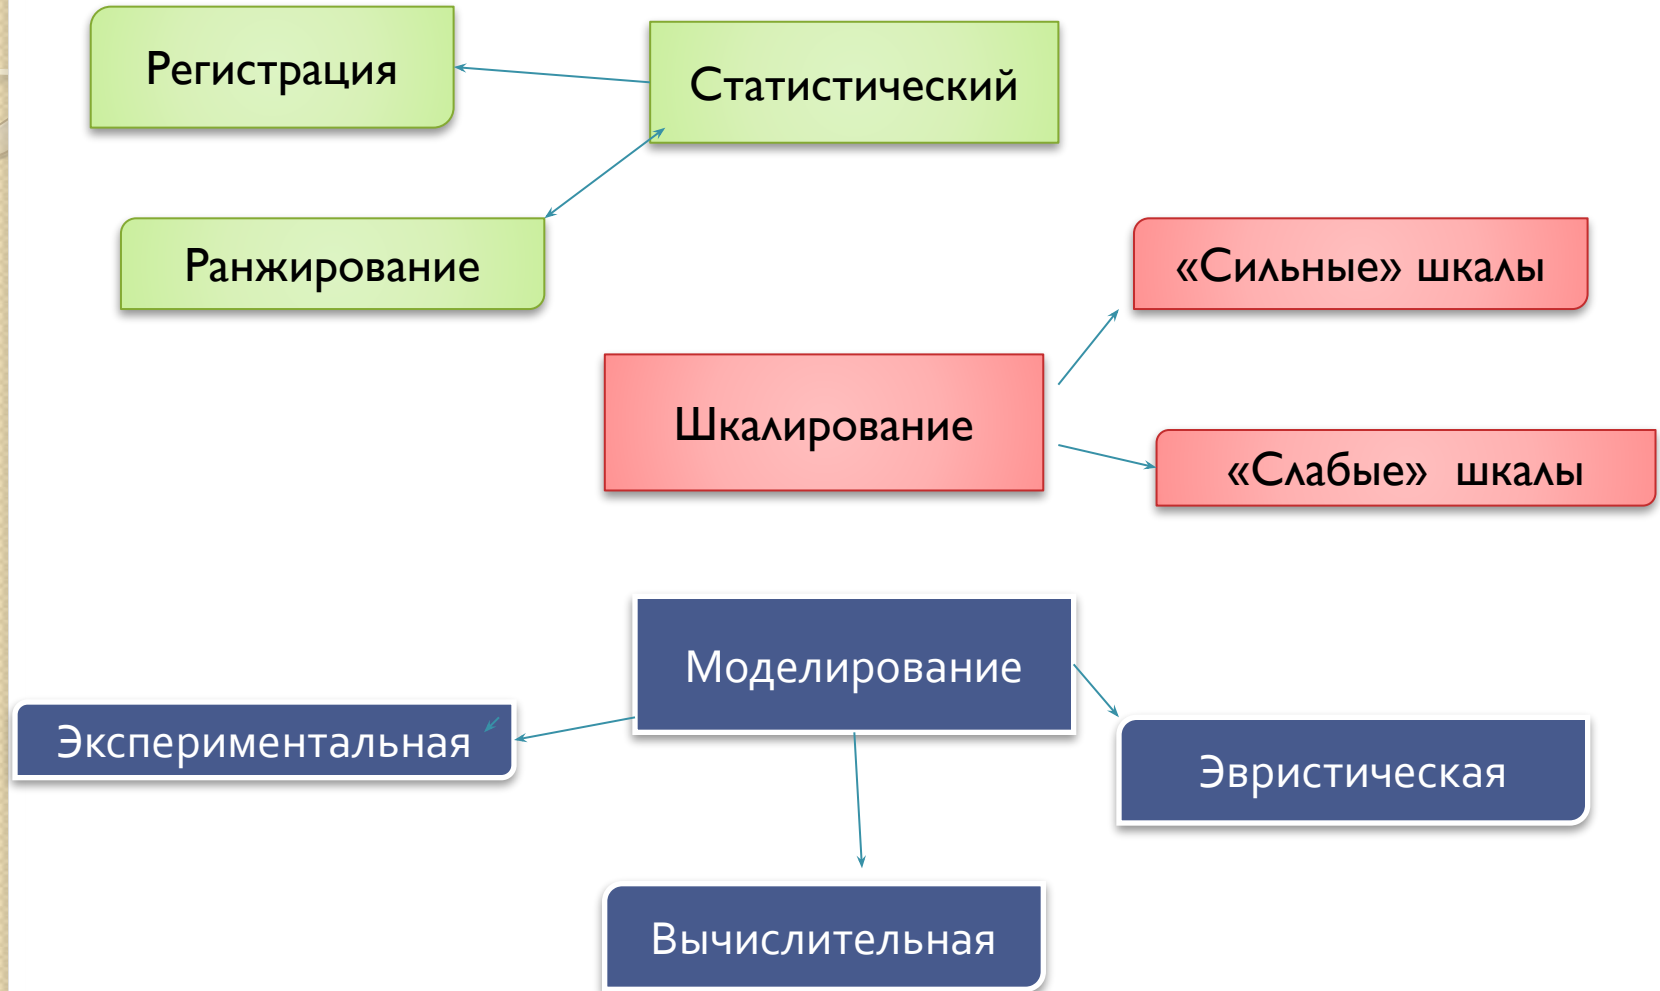 Регистрация
Статистический
Ранжирование
«Сильные» шкалы
Шкалирование
«Слабые» шкалы
Моделирование
Экспериментальная
Эвристическая
Вычислительная